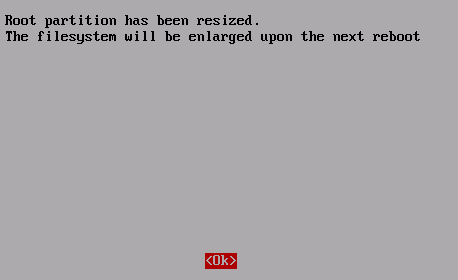 Root partition has been resized.
The filesystem will be enlarged upon the next reboot
<Ok>